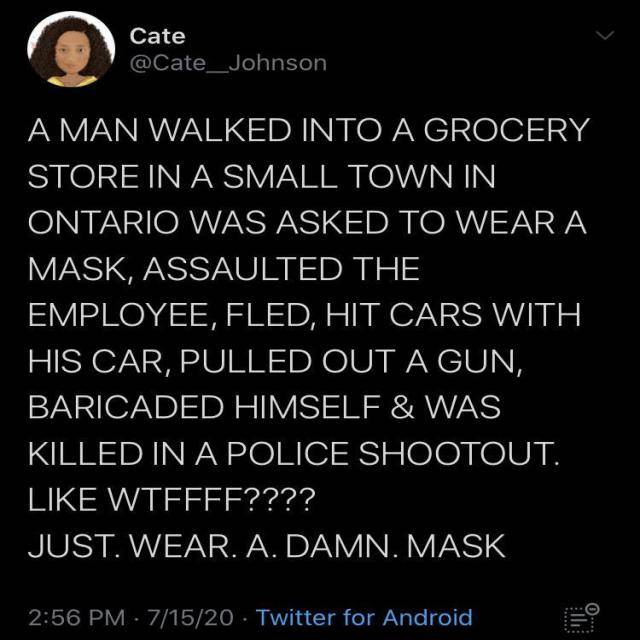 Cate
@Cate__Johnson
A MAN WALKED INTO A GROCERY
STORE IN A SMALL TOWN IN
ONTARIO WAS ASKED TO WEAR A
MASK, ASSAULTED THE
EMPLOYEE, FLED, HIT CARS WITH
HIS CAR, PULLED OUT A GUN,
BARICADED HIMSELF & WAS
KILLED IN A POLICE SHOOTOUT.
LIKE WTFFFF????
JUST. WEAR. A. DAMN. MASK
2:56 PM · 7/15/20 · Twitter for Android